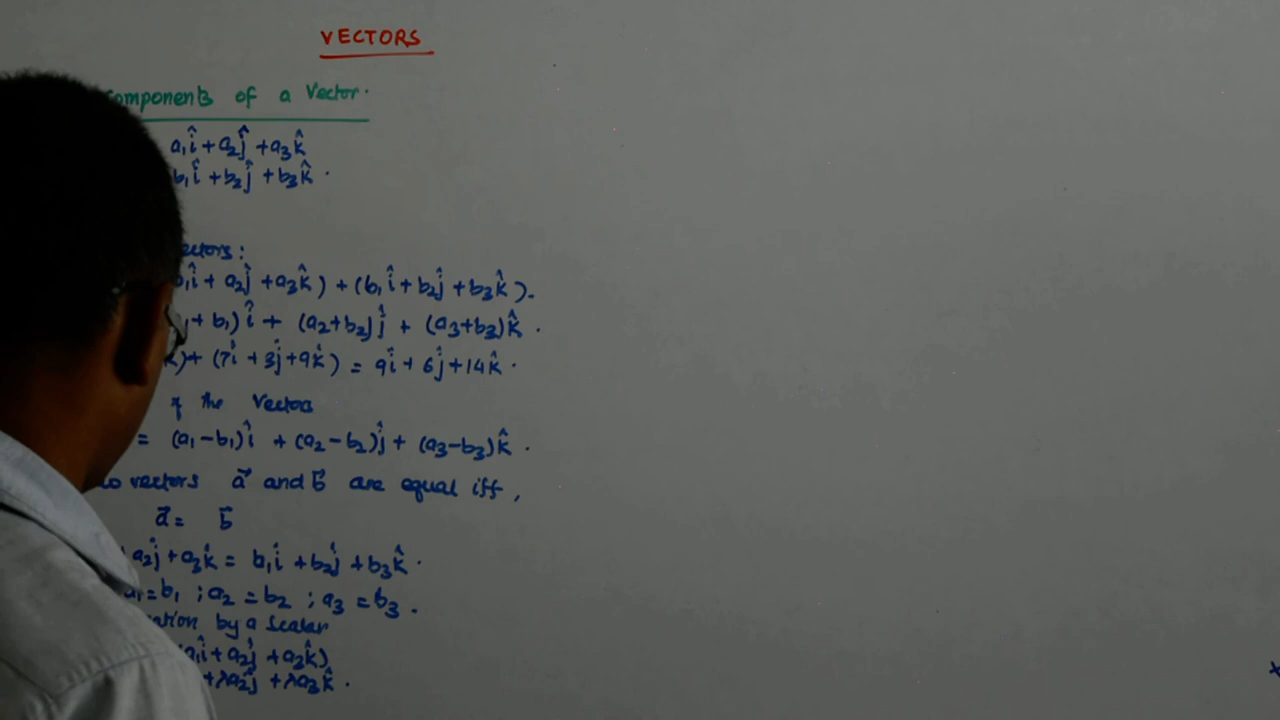 VECTORS
omponents of a Vector.
a₁î + a₂ĵ + a₃k̂
b₁î + b₂ĵ + b₃k̂ .
ectors :
î + a₂ĵ + a₃k̂ ) + (b₁î + b₂ĵ + b₃k̂ ).
+ b₁)î + (a₂+b₂)ĵ + (a₃+b₃)k̂ .
)+ (7î + 3ĵ + 9k̂ ) = 9î + 6ĵ + 14k̂ .
of the Vectors
= (a₁-b₁)î + (a₂-b₂)ĵ + (a₃-b₃)k̂ .
o vectors a⃗ and b⃗ are equal iff ,
a⃗ = b⃗
a₂ĵ + a₃k̂ = b₁î + b₂ĵ + b₃k̂ .
a₁ = b₁ ; a₂ = b₂ ; a₃ = b₃ .
ation by a Scalar
a₁î + a₂ĵ + a₃k̂)
+ λa₂ĵ + λa₃k̂ .